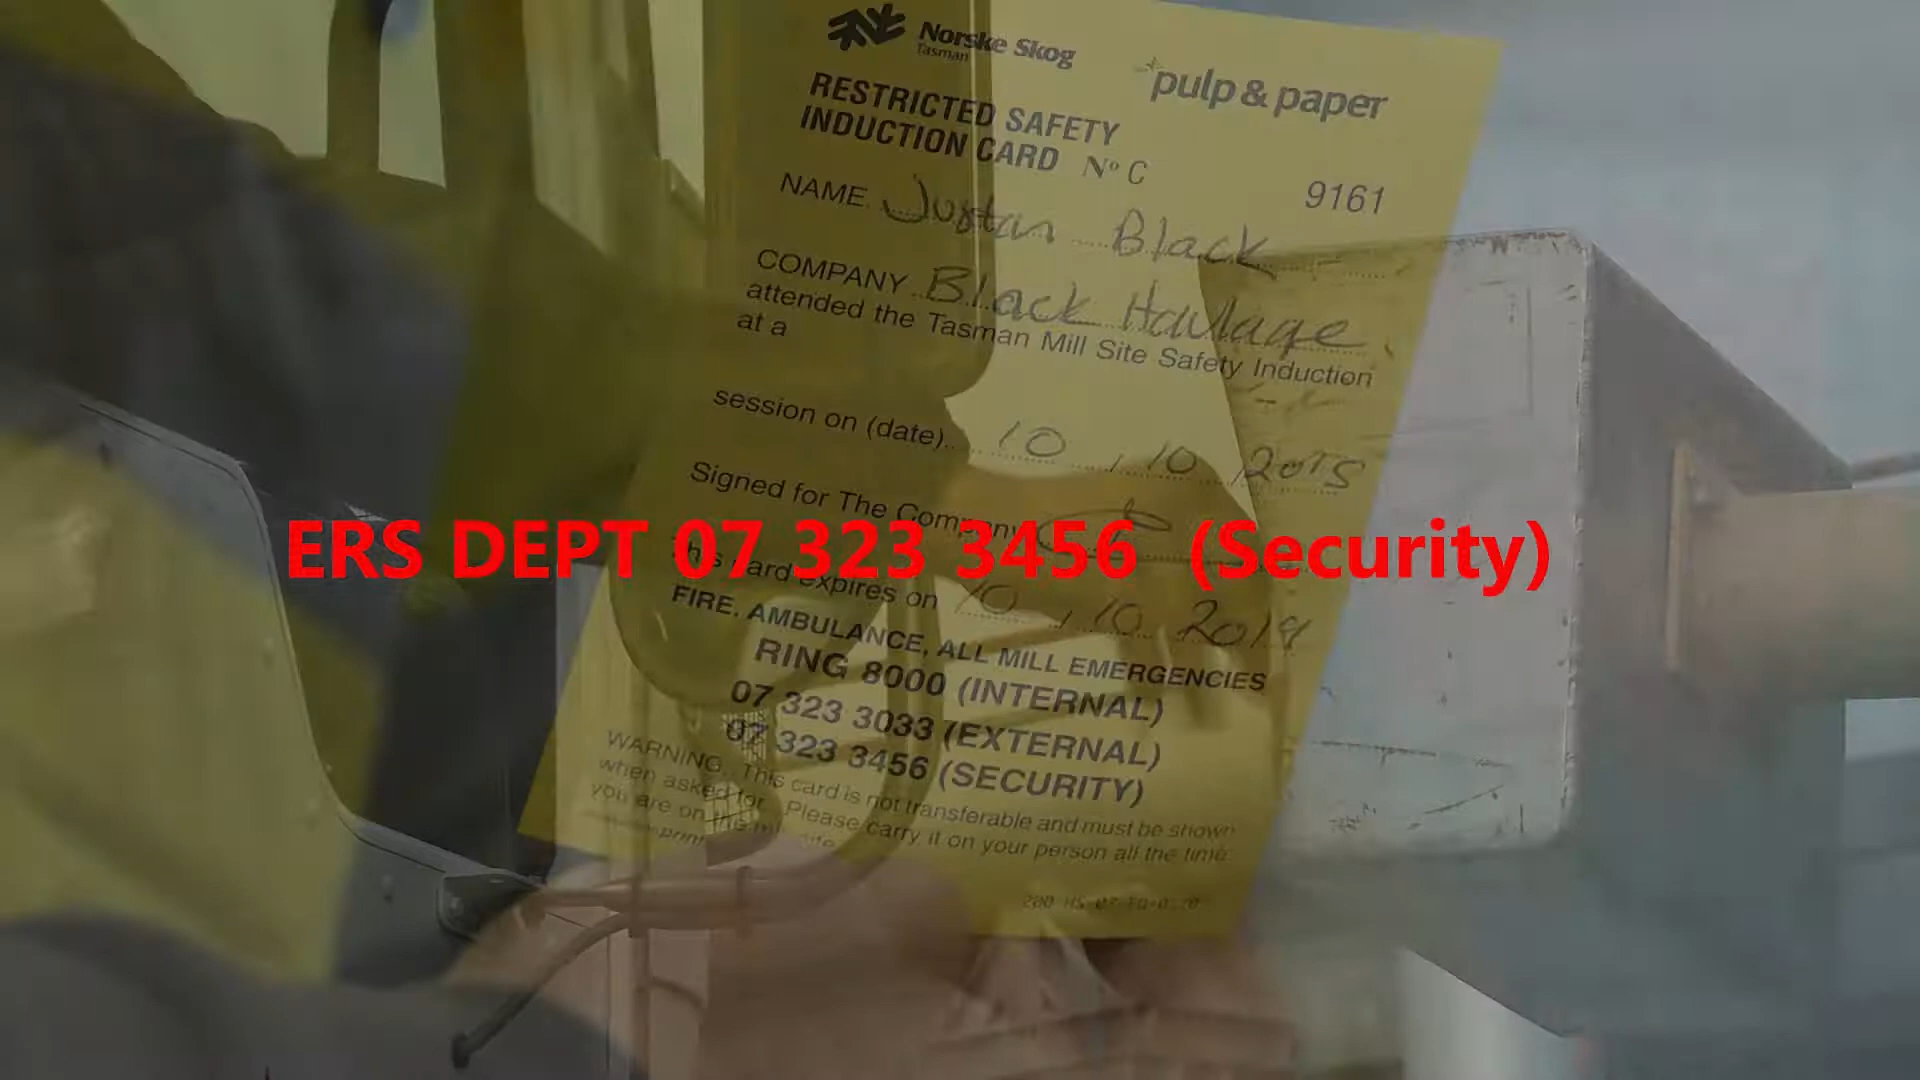 Norske Skog
Tasman
pulp & paper
RESTRICTED SAFETY
INDUCTION CARD Nº C
9161
NAME Justan Black
COMPANY Black Haulage
attended the Tasman Mill Site Safety Induction
at a
session on (date) 10 , 10 , 2015
Signed for The Company
ERS DEPT 07 323 3456 (Security)
This card expires on 10 , 10 2019
FIRE. AMBULANCE, ALL MILL EMERGENCIES
RING 8000 (INTERNAL)
07 323 3033 (EXTERNAL)
07 323 3456 (SECURITY)
WARNING. This card is not transferable and must be shown
when asked for. Please carry it on your person all the time
you are on the